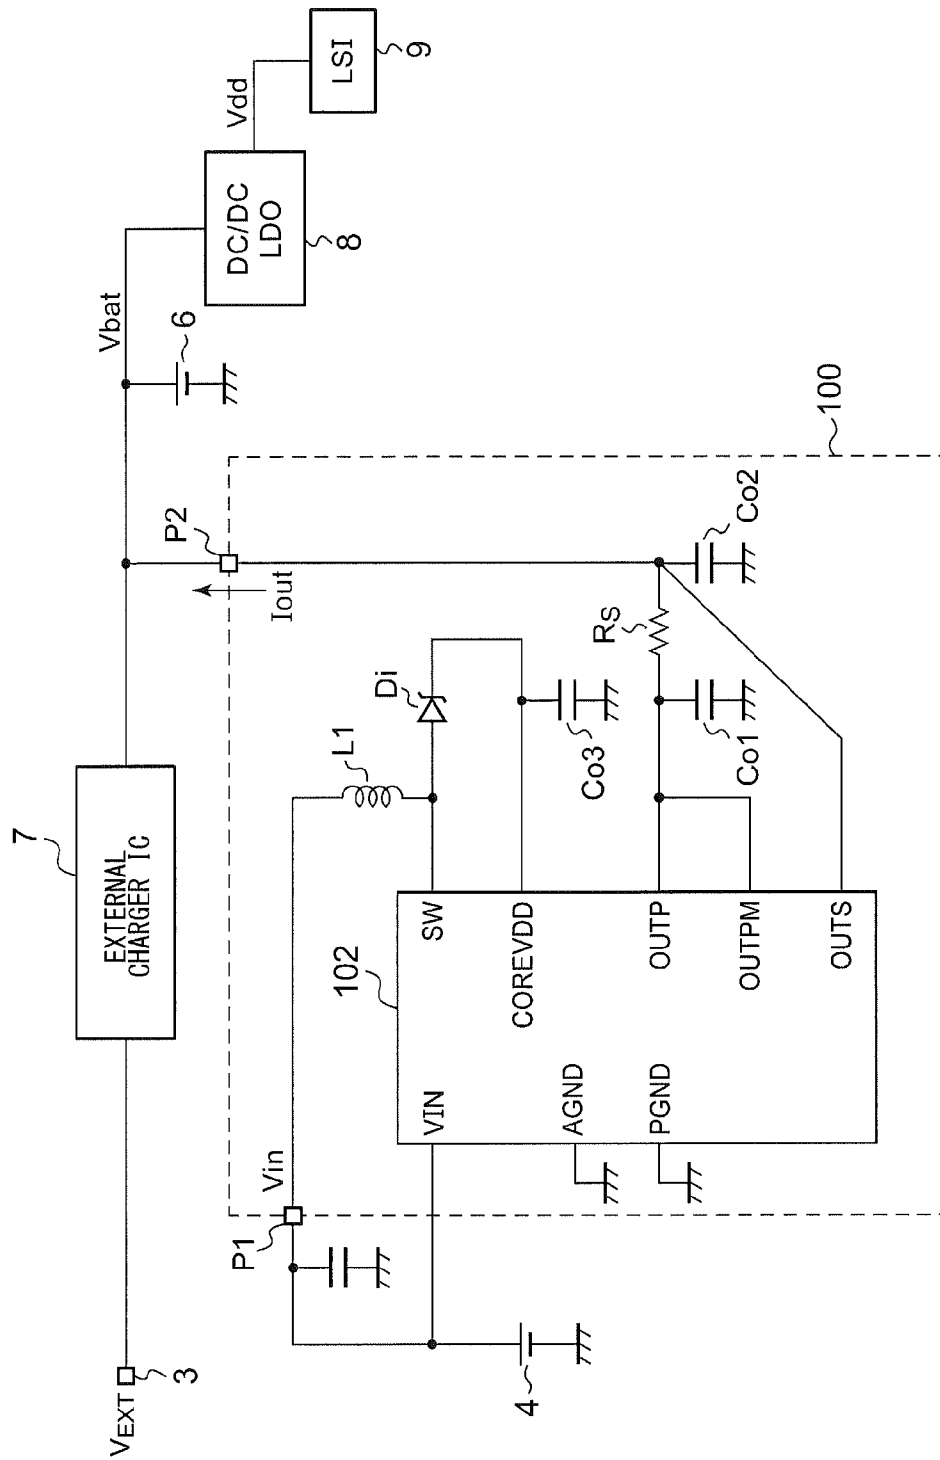 VEXT
3
7
EXTERNAL
CHARGER IC
Vbat
6
DC/DC
LDO
8
Vdd
LSI
9
P1
Vin
P2
Iout
100
4
L1
Di
Co3
RS
Co1
Co2
102
VIN
AGND
PGND
SW
COREVDD
OUTP
OUTPM
OUTS